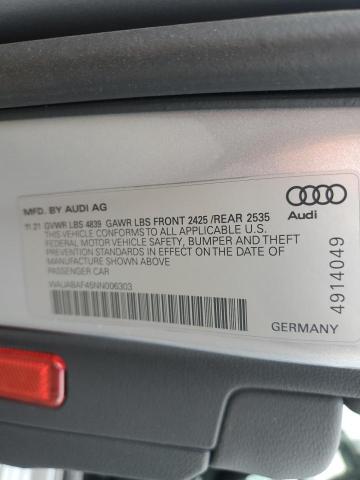 MFD. BY AUDI AG
11.21 GVWR LBS 4839 GAWR LBS FRONT 2425 /REAR 2535
THIS VEHICLE CONFORMS TO ALL APPLICABLE U.S.
FEDERAL MOTOR VEHICLE SAFETY, BUMPER AND THEFT
PREVENTION STANDARDS IN EFFECT ON THE DATE OF
MANUFACTURE SHOWN ABOVE.
PASSENGER CAR
WAUABAF45NN006303
Audi
4914049
GERMANY